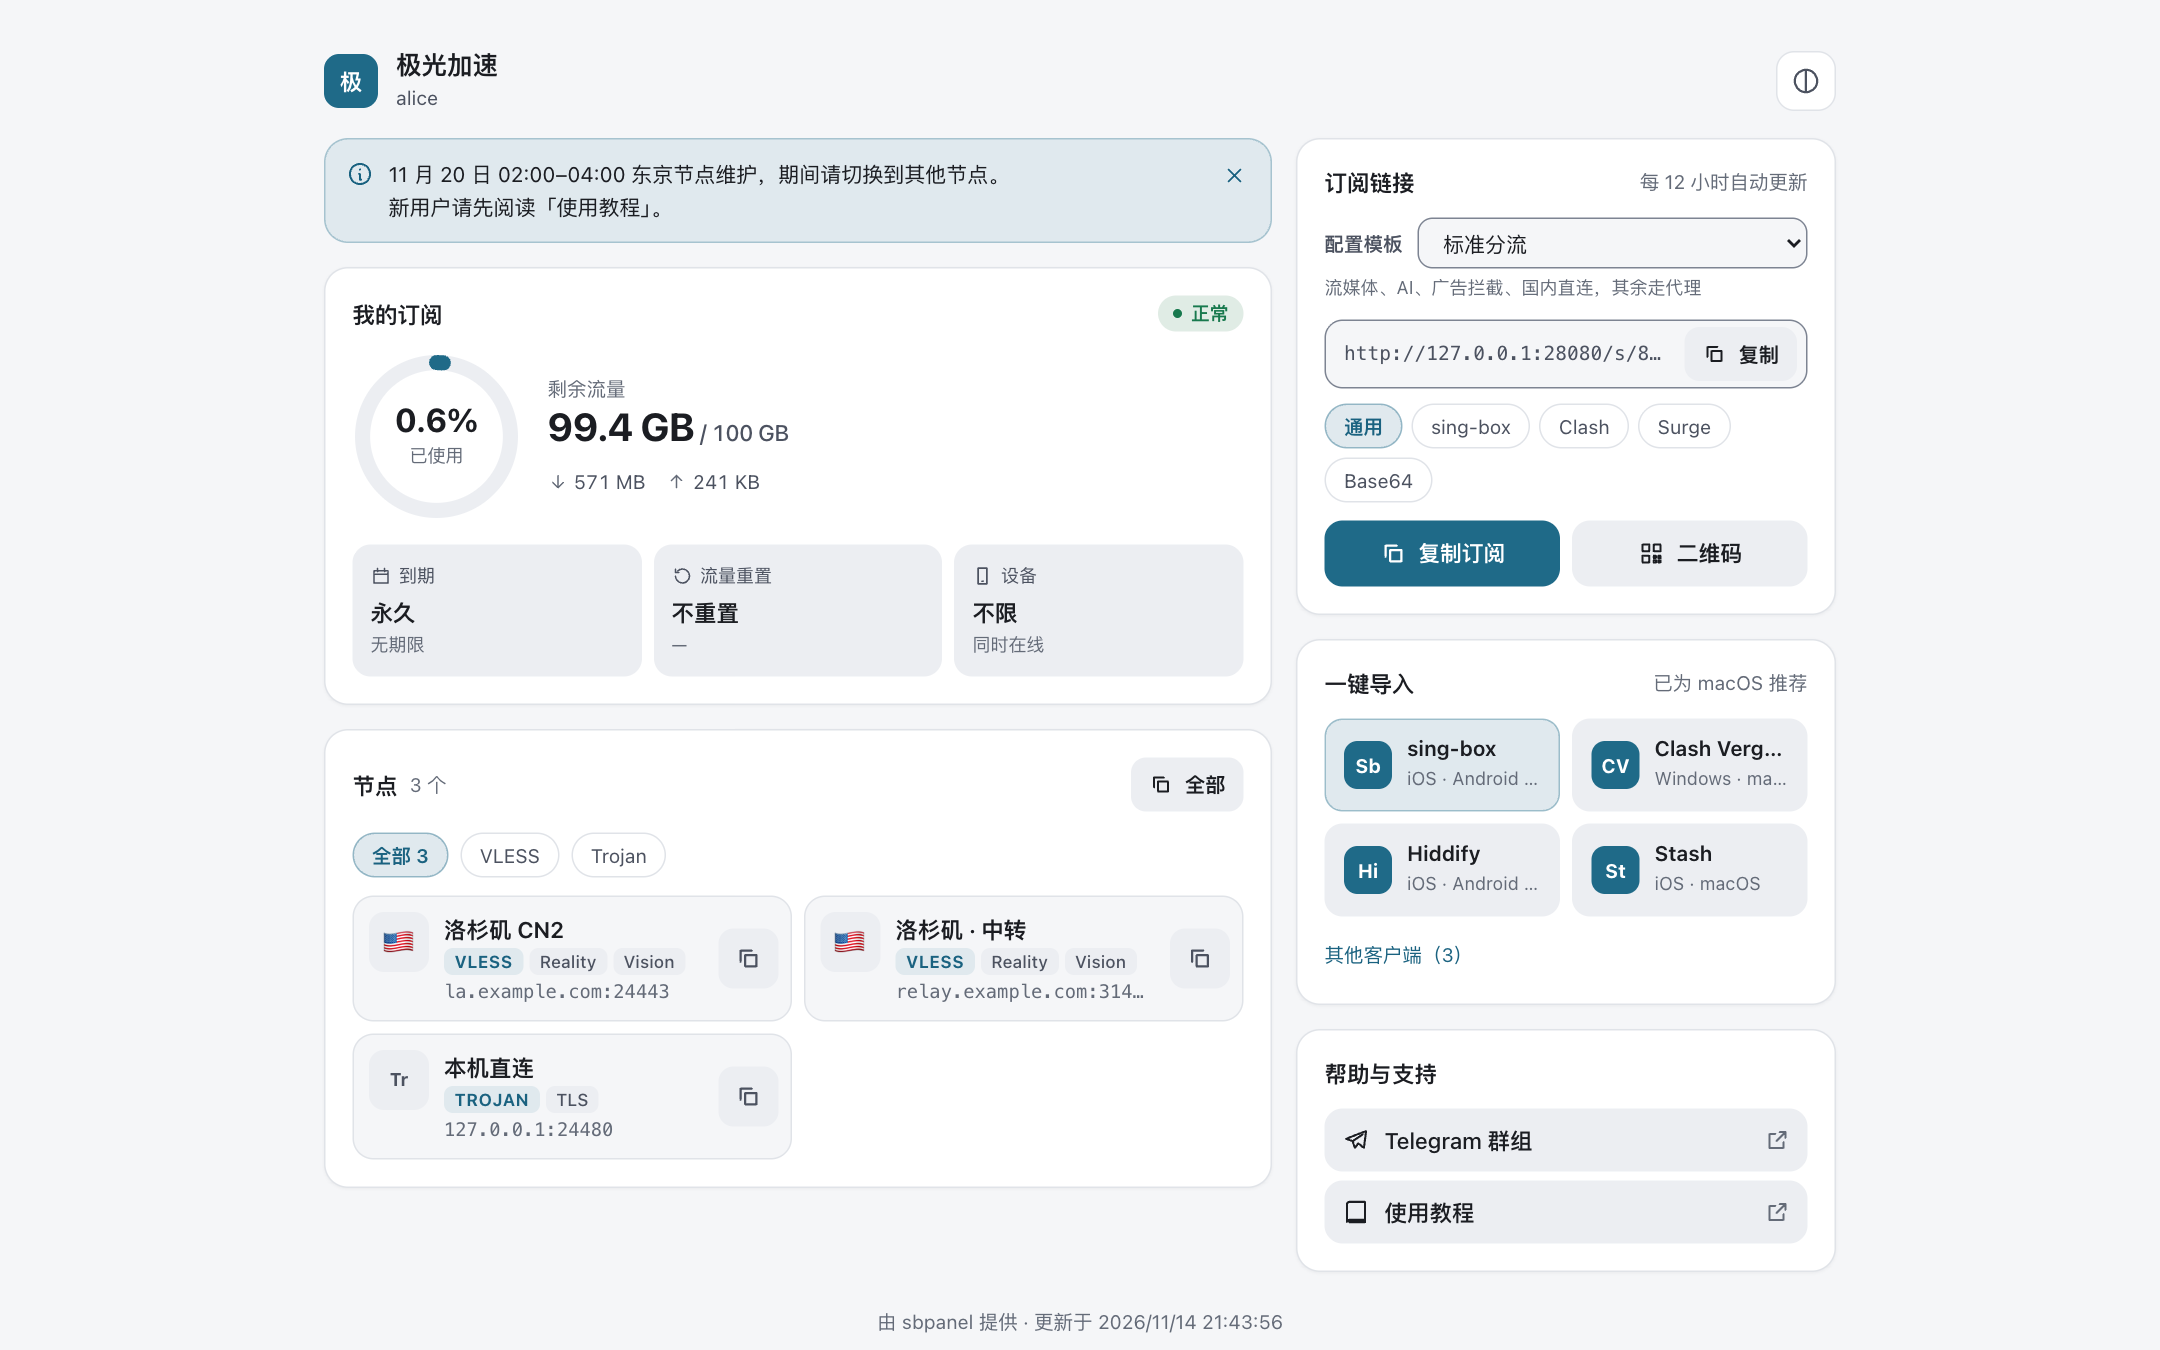 极
极光加速
alice
11 月 20 日 02:00–04:00 东京节点维护，期间请切换到其他节点。
新用户请先阅读「使用教程」。
我的订阅
正常
0.6%
已使用
剩余流量
99.4 GB / 100 GB
↓ 571 MB ↑ 241 KB
到期
永久
无期限
流量重置
不重置
—
设备
不限
同时在线
节点 3 个
全部
全部 3
VLESS
Trojan
洛杉矶 CN2
VLESS Reality Vision
la.example.com:24443
洛杉矶 · 中转
VLESS Reality Vision
relay.example.com:314…
Tr
本机直连
TROJAN TLS
127.0.0.1:24480
订阅链接
每 12 小时自动更新
配置模板
标准分流
流媒体、AI、广告拦截、国内直连，其余走代理
http://127.0.0.1:28080/s/8…
复制
通用
sing-box
Clash
Surge
Base64
复制订阅
二维码
一键导入
已为 macOS 推荐
Sb
sing-box
iOS · Android …
CV
Clash Verg…
Windows · ma…
Hi
Hiddify
iOS · Android …
St
Stash
iOS · macOS
其他客户端（3）
帮助与支持
Telegram 群组
使用教程
由 sbpanel 提供 · 更新于 2026/11/14 21:43:56